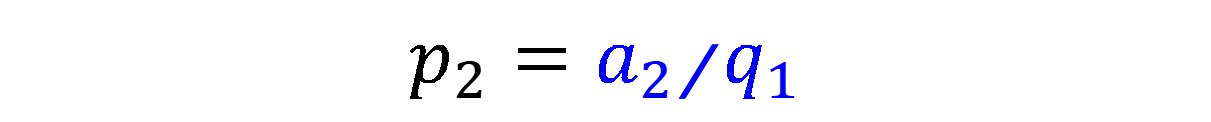 p₂ = a₂/q₁